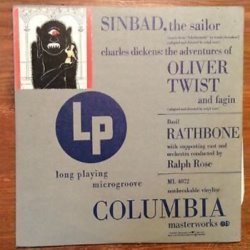 SINBAD, the sailor
charles dickens: the adventures of
OLIVER
TWIST
and fagin
Basil
RATHBONE
with supporting cast and
orchestra conducted by
Ralph Rose
Lp
long playing
microgroove
ML 4072
COLUMBIA
masterworks